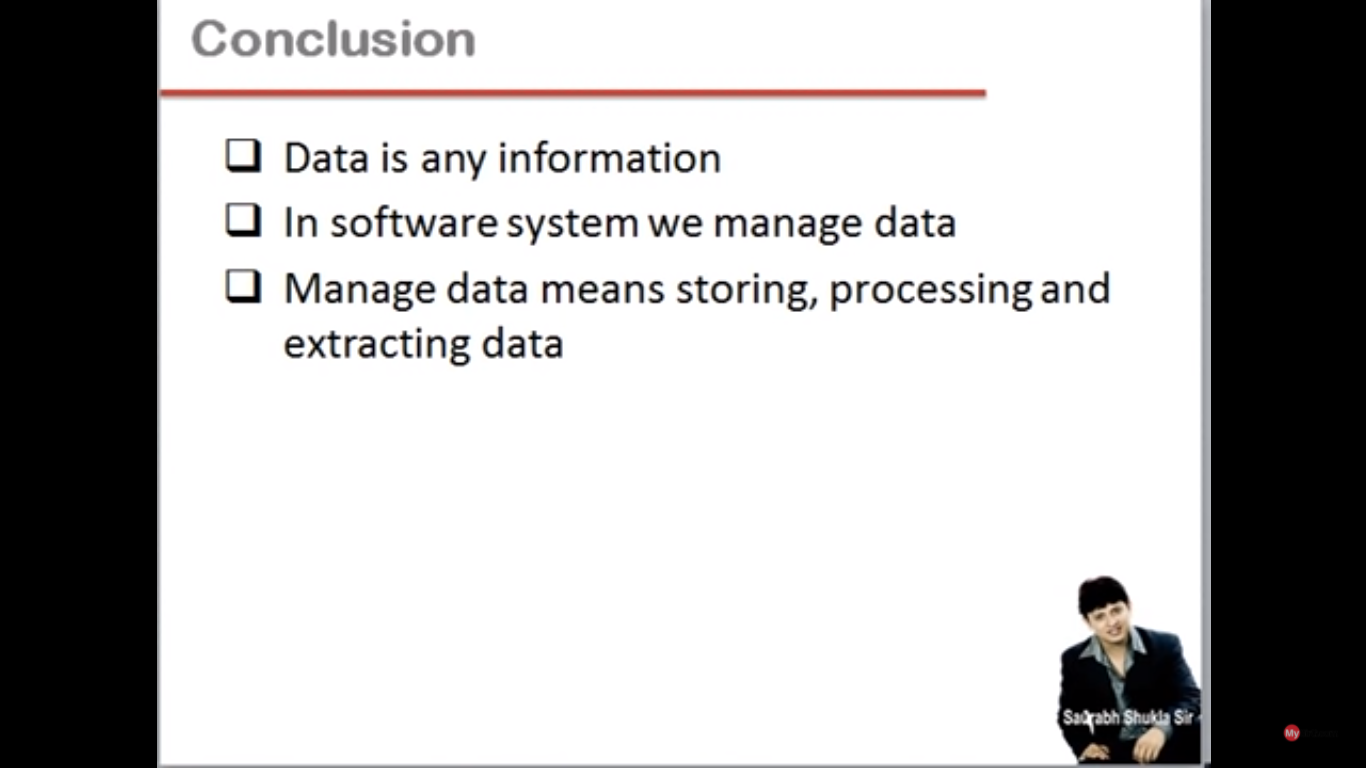 Conclusion
Data is any information
In software system we manage data
Manage data means storing, processing and
extracting data
Saurabh Shukla Sir
My